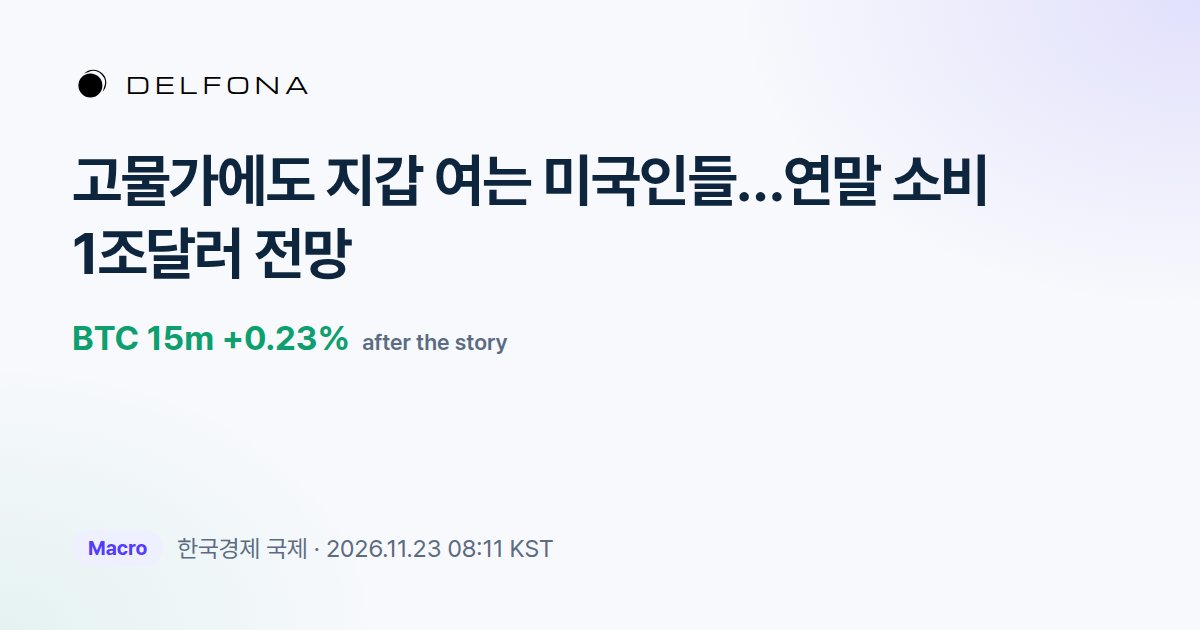 DELFONA
고물가에도 지갑 여는 미국인들...연말 소비
1조달러 전망
BTC 15m +0.23% after the story
Macro 한국경제 국제 · 2026.11.23 08:11 KST